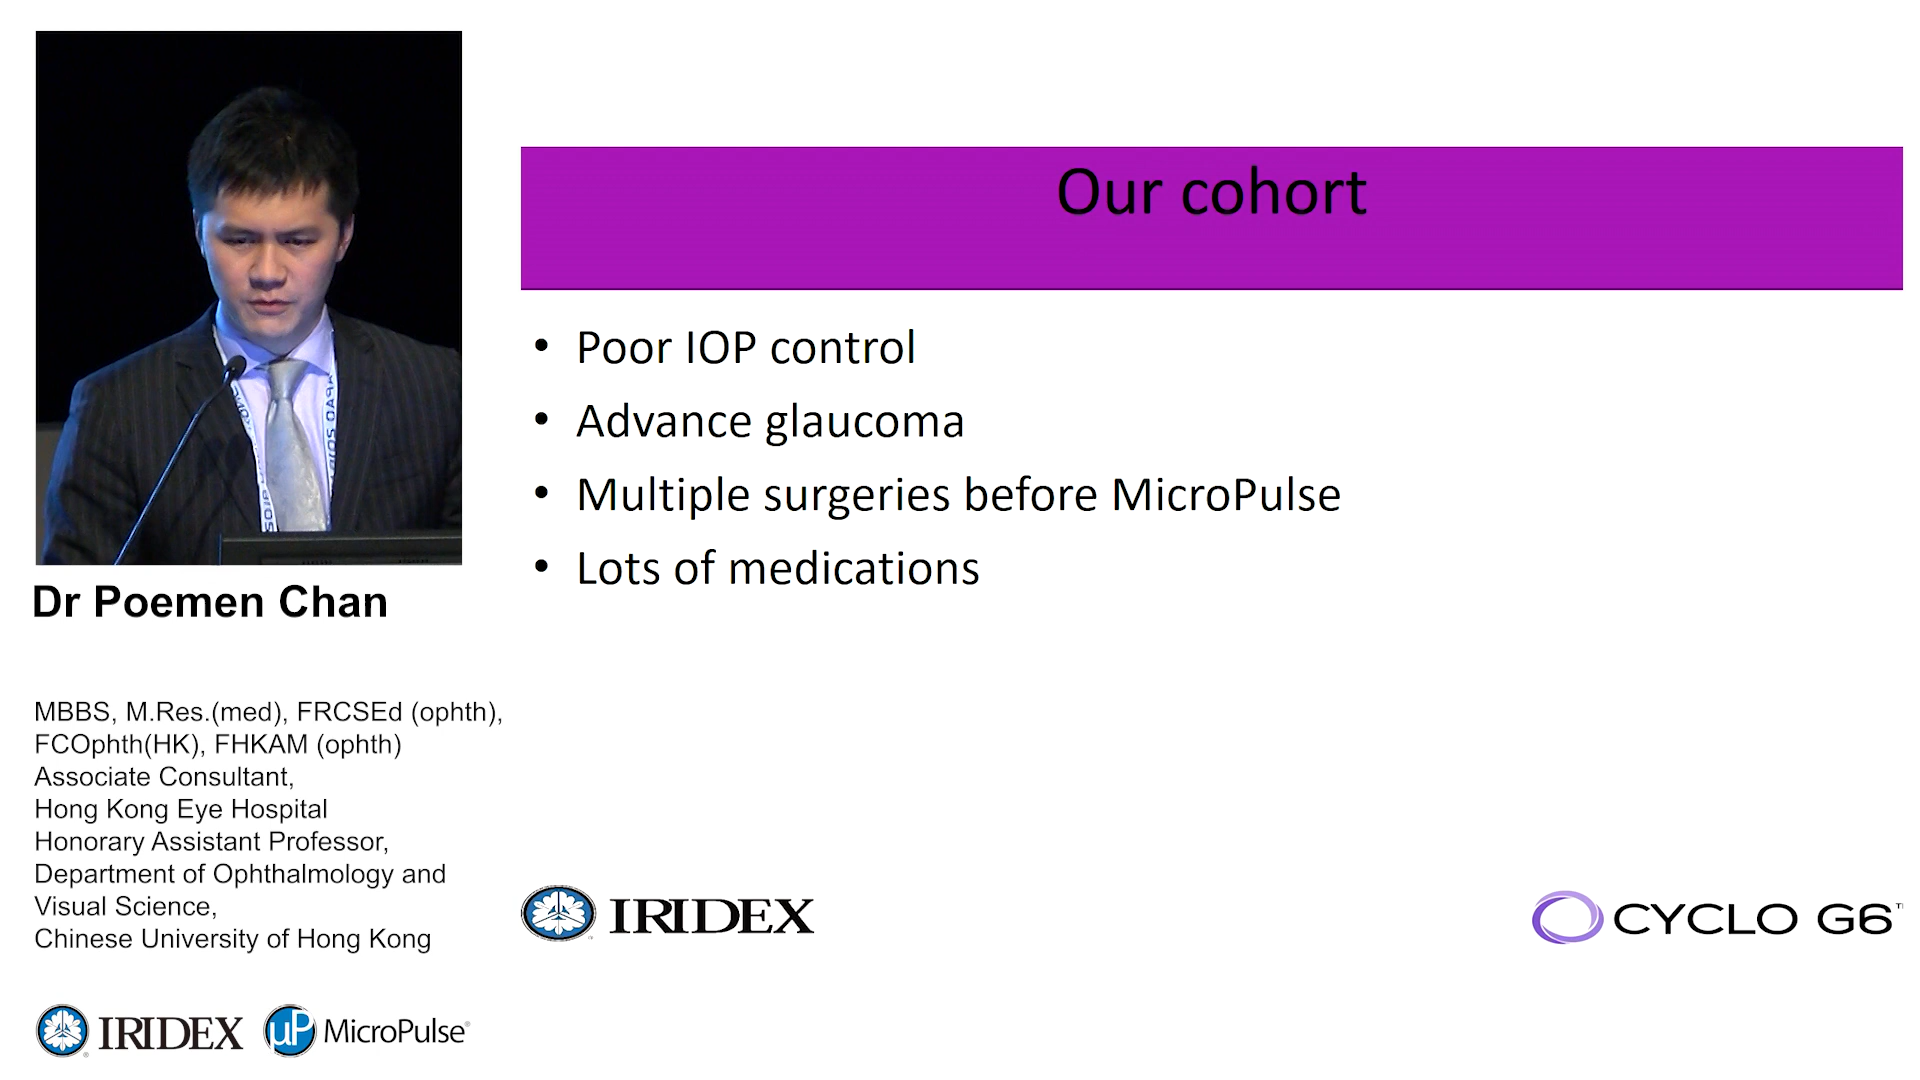 Our cohort
• Poor IOP control
• Advance glaucoma
• Multiple surgeries before MicroPulse
• Lots of medications
Dr Poemen Chan
MBBS, M.Res.(med), FRCSEd (ophth),
FCOphth(HK), FHKAM (ophth)
Associate Consultant,
Hong Kong Eye Hospital
Honorary Assistant Professor,
Department of Ophthalmology and
Visual Science,
Chinese University of Hong Kong
IRIDEX
CYCLO G6™
IRIDEX®
µP MicroPulse®